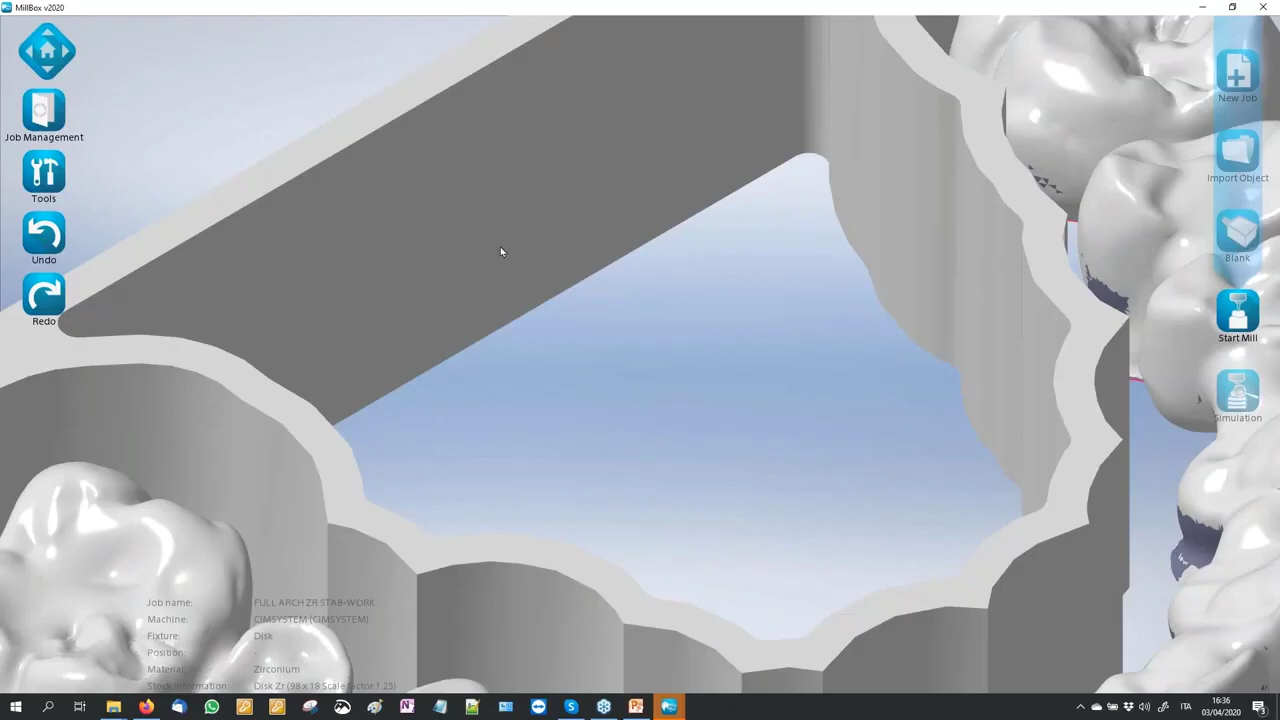 MillBox v2020
Job Management
Tools
Undo
Redo
New Job
Import Object
Blank
Start Mill
Simulation
Job name: FULL ARCH ZR STAB-WORK
Machine: CIMSYSTEM (CIMSYSTEM)
Fixture: Disk
Position: -
Material: Zirconium
Stock information: Disk Zr (98 x 18 Scale factor:1.25)
ITA
16:36
03/04/2020